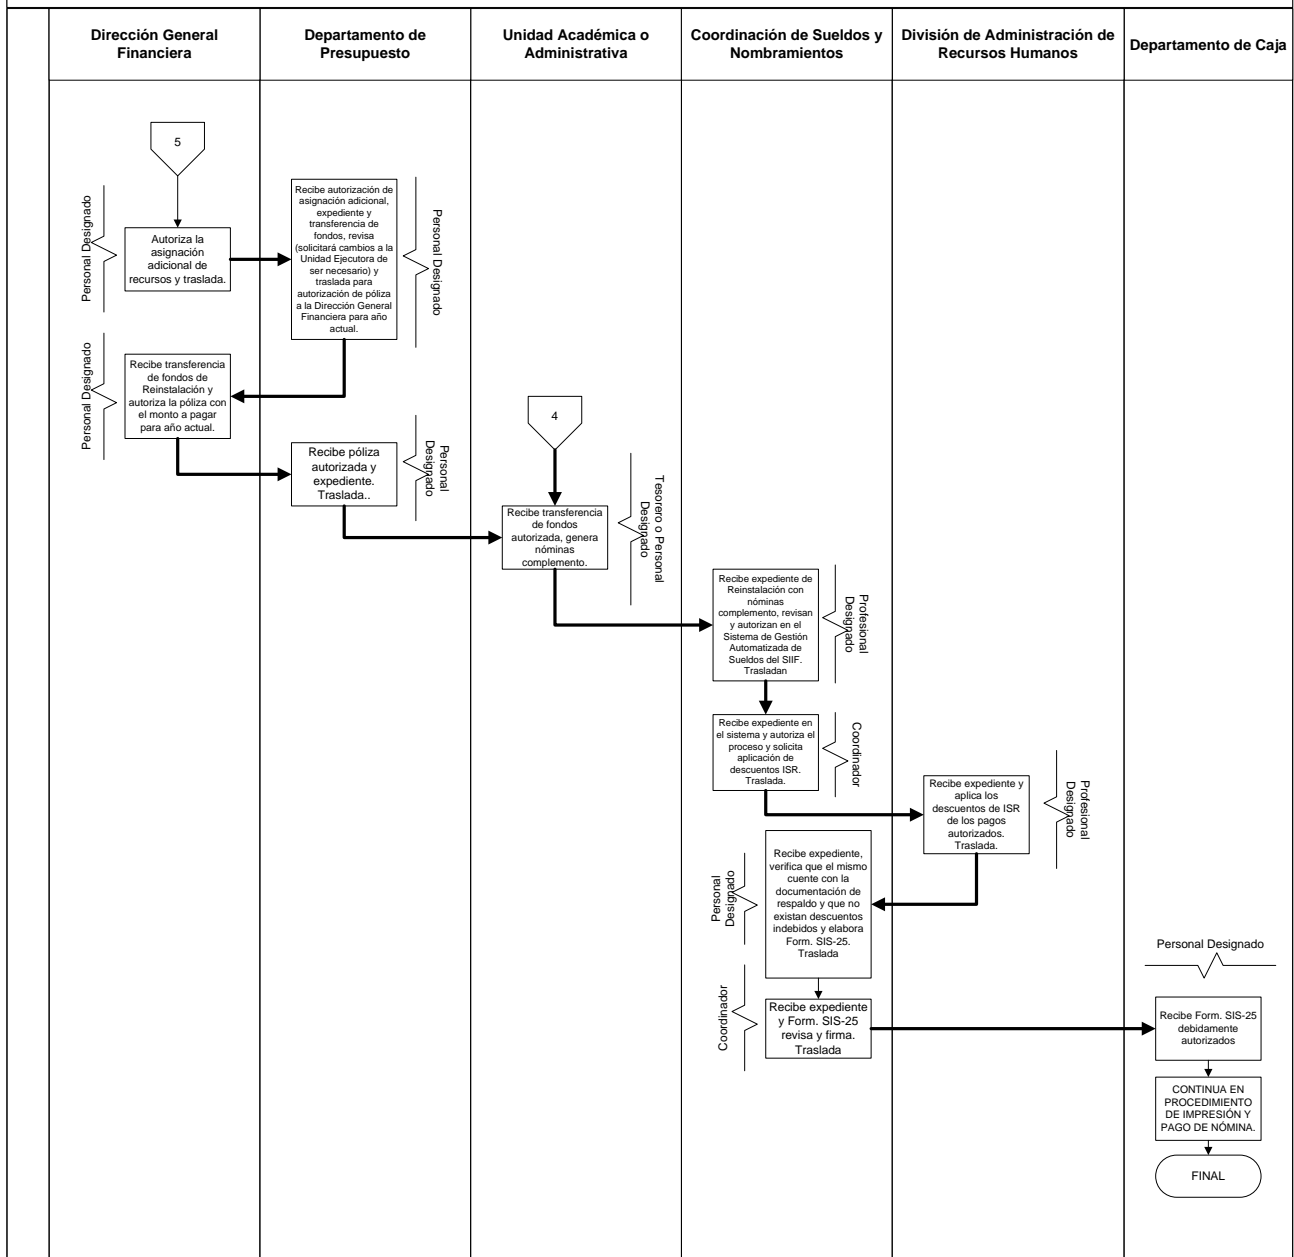 Dirección General
Financiera
Departamento de
Presupuesto
Unidad Académica o
Administrativa
Coordinación de Sueldos y
Nombramientos
División de Administración de
Recursos Humanos
Departamento de Caja
5
Personal Designado
Autoriza la
asignación
adicional de
recursos y traslada.
Recibe autorización de
asignación adicional,
expediente y
transferencia de
fondos, revisa
(solicitará cambios a la
Unidad Ejecutora de
ser necesario) y
traslada para
autorización de póliza
a la Dirección General
Financiera para año
actual.
Personal Designado
Personal Designado
Recibe transferencia
de fondos de
Reinstalación y
autoriza la póliza con
el monto a pagar
para año actual.
Recibe póliza
autorizada y
expediente.
Traslada..
Personal
Designado
4
Recibe transferencia
de fondos
autorizada, genera
nóminas
complemento.
Tesorero o Personal
Designado
Recibe expediente de
Reinstalación con
nóminas
complemento, revisan
y autorizan en el
Sistema de Gestión
Automatizada de
Sueldos del SIIF.
Trasladan
Profesional
Designado
Recibe expediente en
el sistema y autoriza el
proceso y solicita
aplicación de
descuentos ISR.
Traslada.
Coordinador
Recibe expediente y
aplica los
descuentos de ISR
de los pagos
autorizados.
Traslada.
Profesional
Designado
Personal
Designado
Recibe expediente,
verifica que el mismo
cuente con la
documentación de
respaldo y que no
existan descuentos
indebidos y elabora
Form. SIS-25.
Traslada
Coordinador
Recibe expediente
y Form. SIS-25
revisa y firma.
Traslada
Personal Designado
Recibe Form. SIS-25
debidamente
autorizados
CONTINUA EN
PROCEDIMIENTO
DE IMPRESIÓN Y
PAGO DE NÓMINA.
FINAL